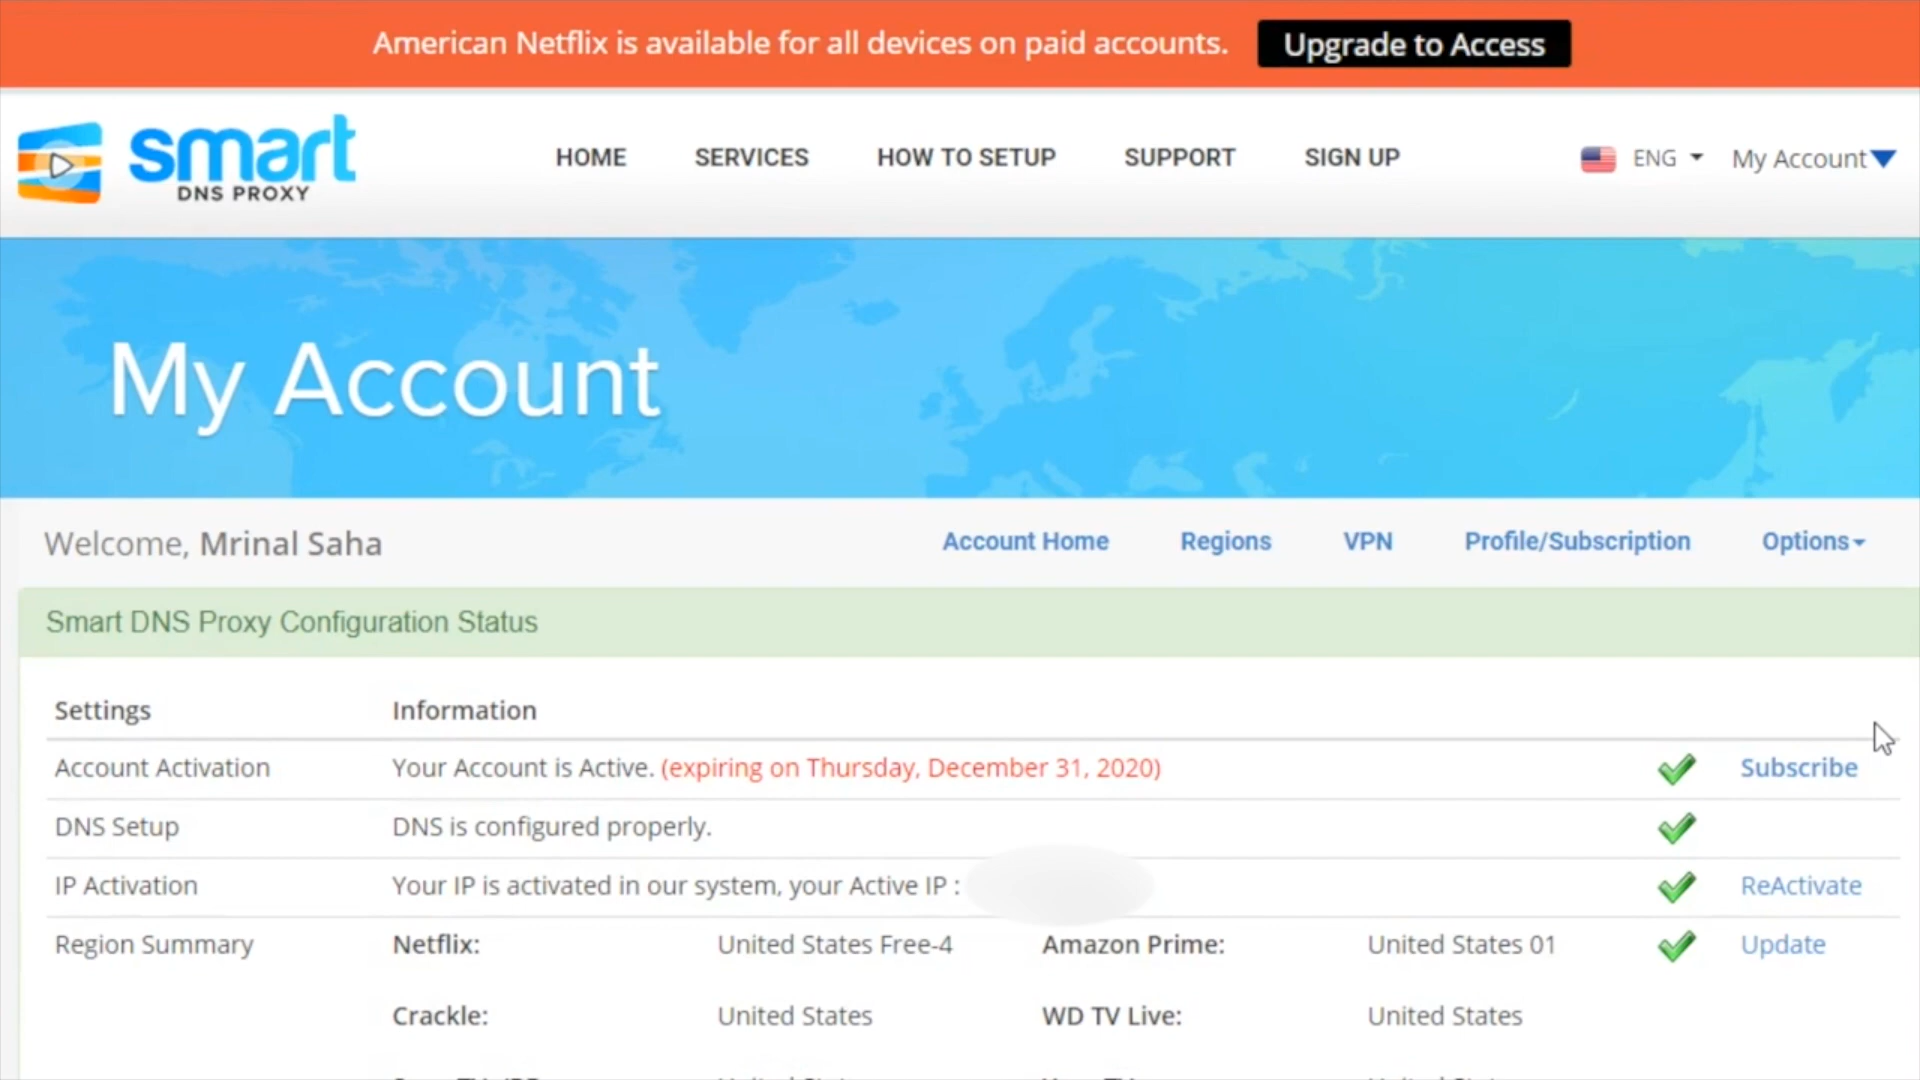 American Netflix is available for all devices on paid accounts. Upgrade to Access
smart
DNS PROXY
HOME SERVICES HOW TO SETUP SUPPORT SIGN UP ENG My Account
My Account
Welcome, Mrinal Saha Account Home Regions VPN Profile/Subscription Options
Smart DNS Proxy Configuration Status
Settings Information
Account Activation Your Account is Active. (expiring on Thursday, December 31, 2020) Subscribe
DNS Setup DNS is configured properly.
IP Activation Your IP is activated in our system, your Active IP : ReActivate
Region Summary Netflix: United States Free-4 Amazon Prime: United States 01 Update
Crackle: United States WD TV Live: United States